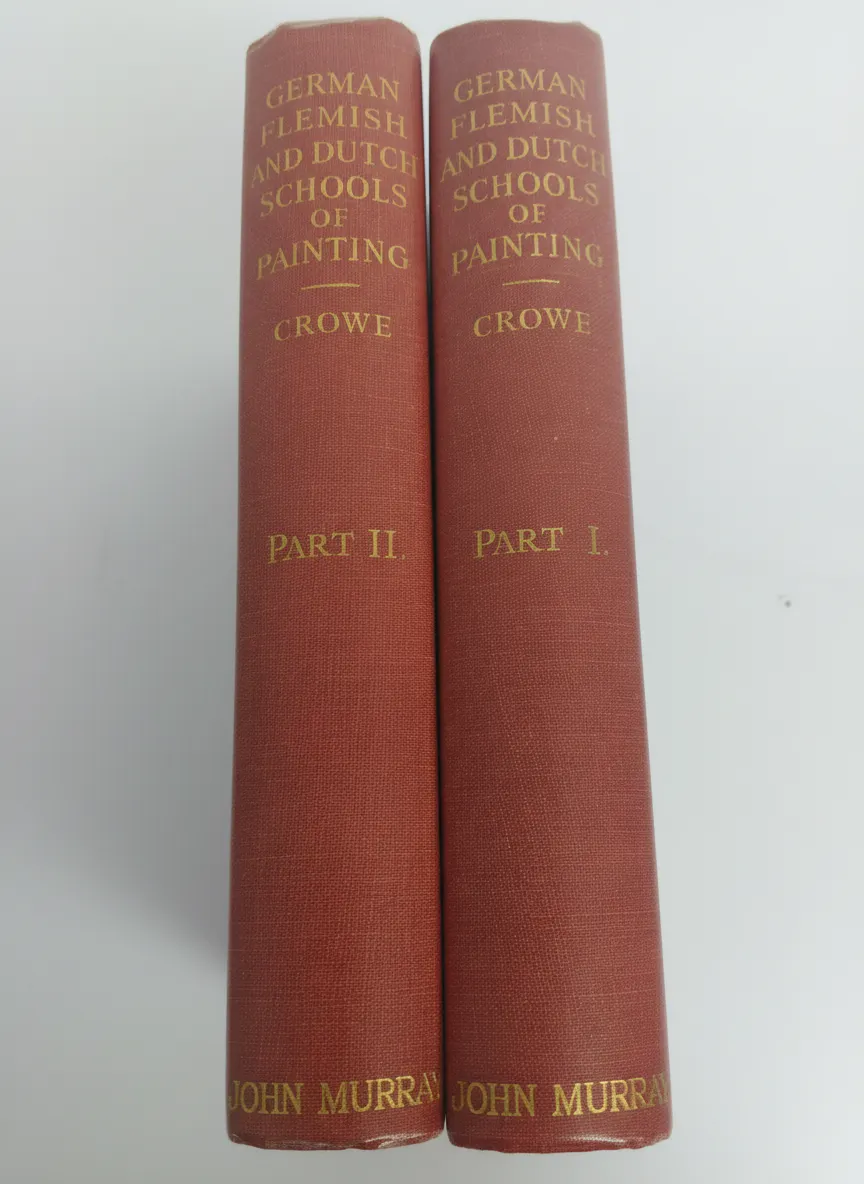 GERMAN
FLEMISH
AND DUTCH
SCHOOLS
OF
PAINTING
CROWE
PART II.
JOHN MURRAY
GERMAN
FLEMISH
AND DUTCH
SCHOOLS
OF
PAINTING
CROWE
PART I.
JOHN MURRAY